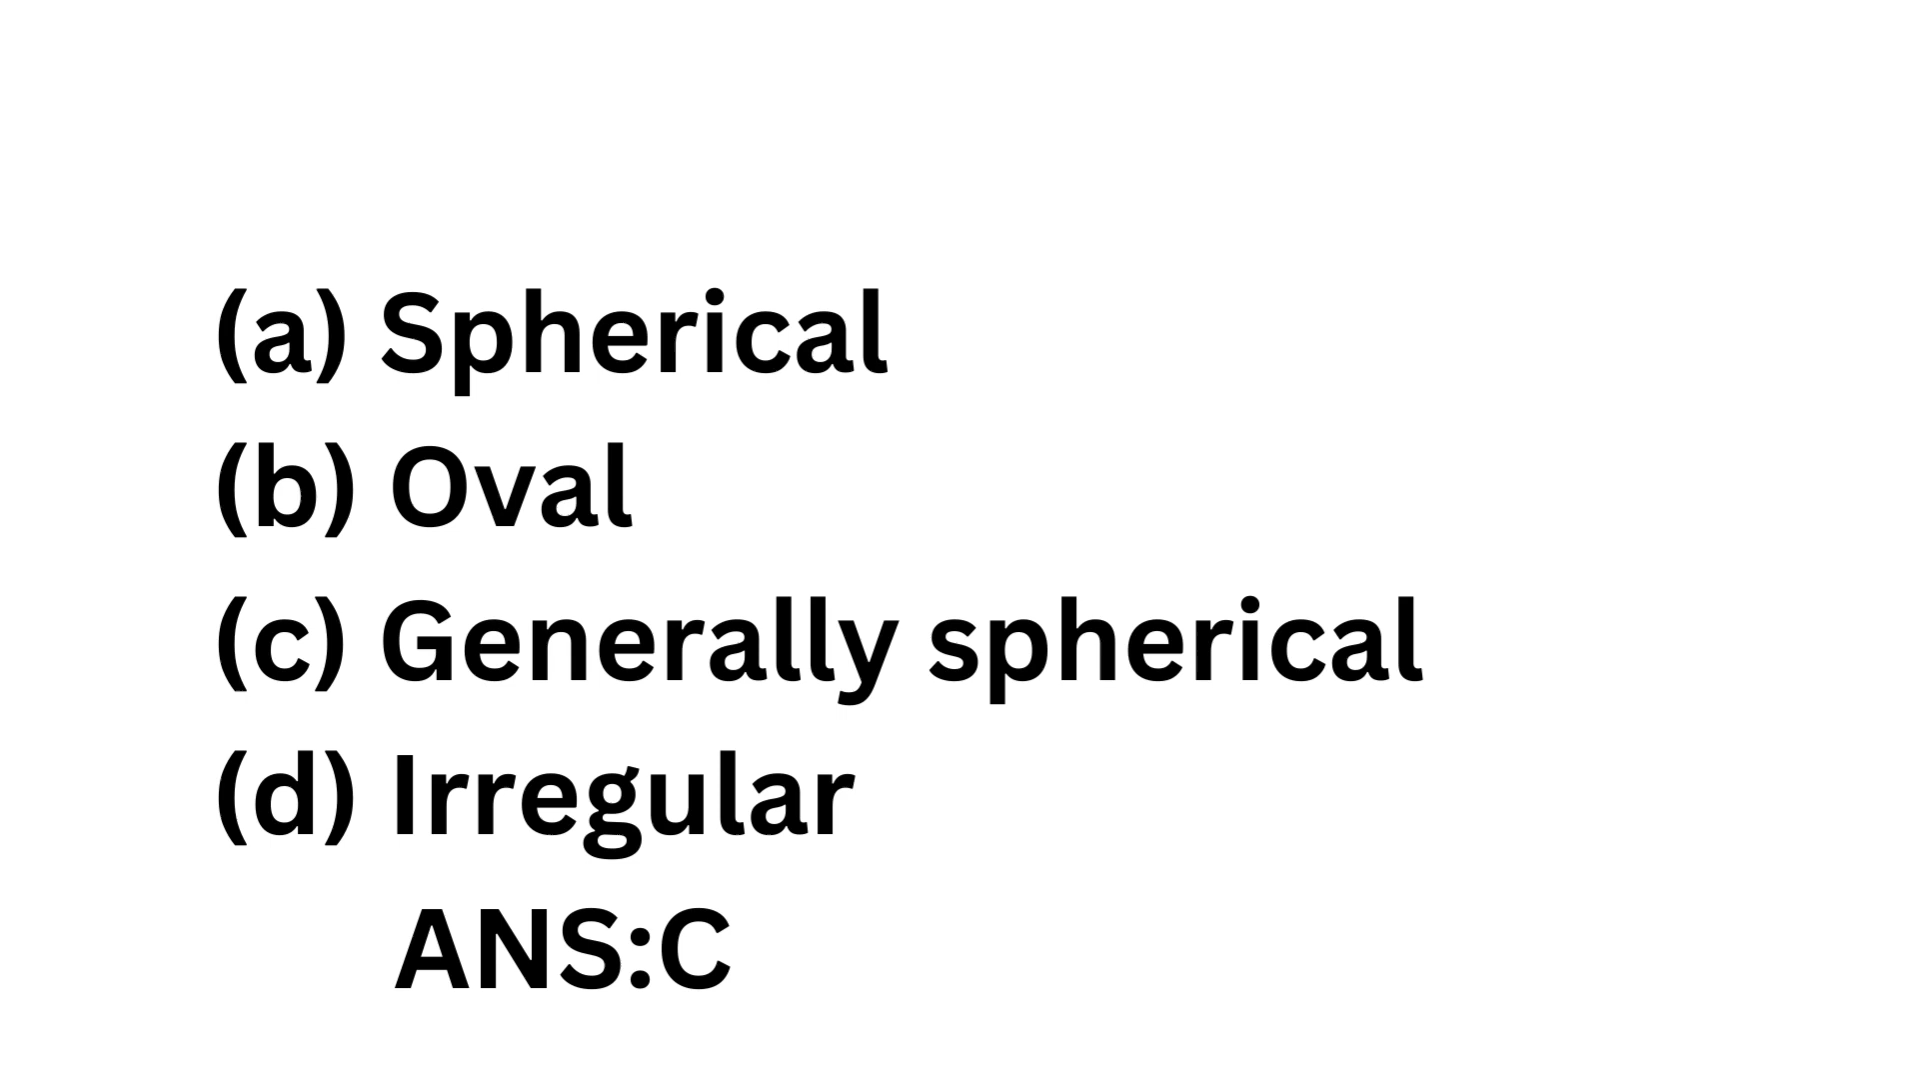 (a) Spherical
(b) Oval
(c) Generally spherical
(d) Irregular
ANS:C